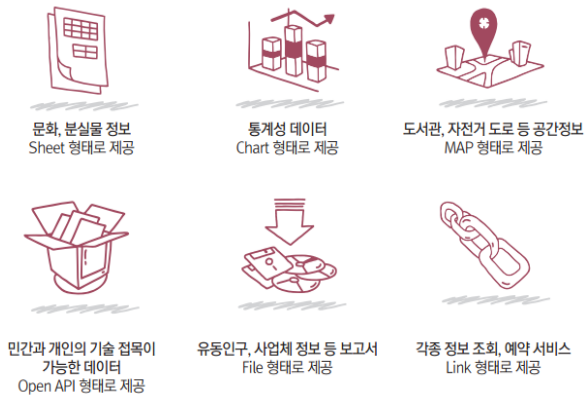 문화, 분실물 정보
Sheet 형태로 제공
통계성 데이터
Chart 형태로 제공
도서관, 자전거 도로 등 공간정보
MAP 형태로 제공
민간과 개인의 기술 접목이
가능한 데이터
Open API 형태로 제공
유동인구, 사업체 정보 등 보고서
File 형태로 제공
각종 정보 조회, 예약 서비스
Link 형태로 제공